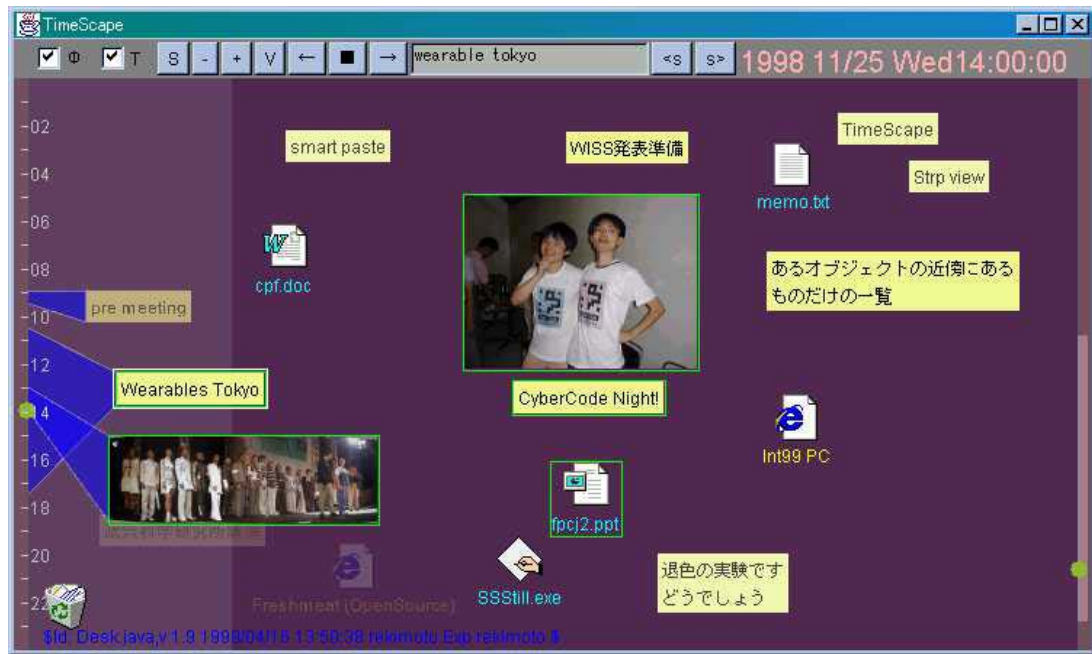 TimeScape
Φ T S - + V ← ■ → wearable tokyo <s s> 1998 11/25 Wed14:00:00
02
04
06
08
10
12
14
16
18
20
22
smart paste
WISS発表準備
TimeScape
Strp view
memo.txt
cpf.doc
あるオブジェクトの近傍にある
ものだけの一覧
pre meeting
Wearables Tokyo
CyberCode Night!
Int99 PC
fpcj2.ppt
SSStill.exe
退色の実験です
どうでしょう
Freshmeat (OpenSource)
$Id: Desk.java,v 1.9 1999/04/16 13:50:38 rekimoto Exp rekimoto $